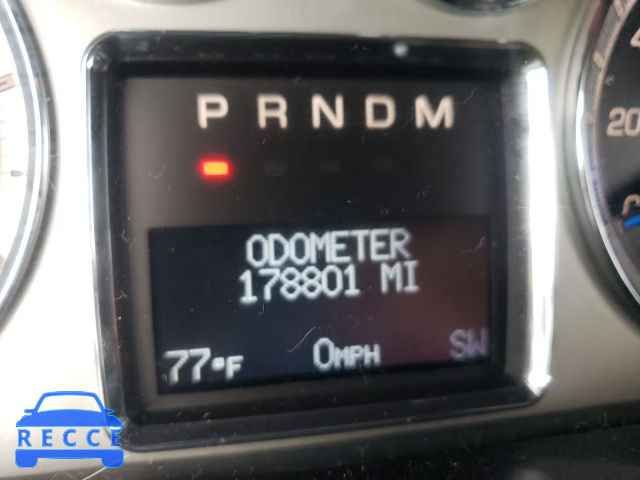 P R N D M
ODOMETER
178801 MI
77°F 0MPH SW
20
RECCE